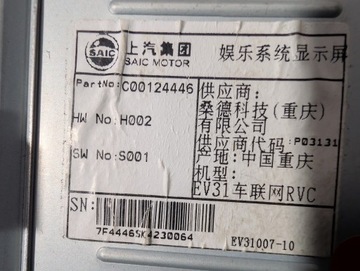 SAIC
上汽集团
SAIC MOTOR
娱乐系统显示屏
PartNo:C00124446
HW No:H002
SW No:S001
供应商:
桑德科技(重庆)
有限公司
供应商代码:P03131
产地:中国重庆
机型:
EV31车联网RVC
SN:
7F44465K4230064
EV31007-10